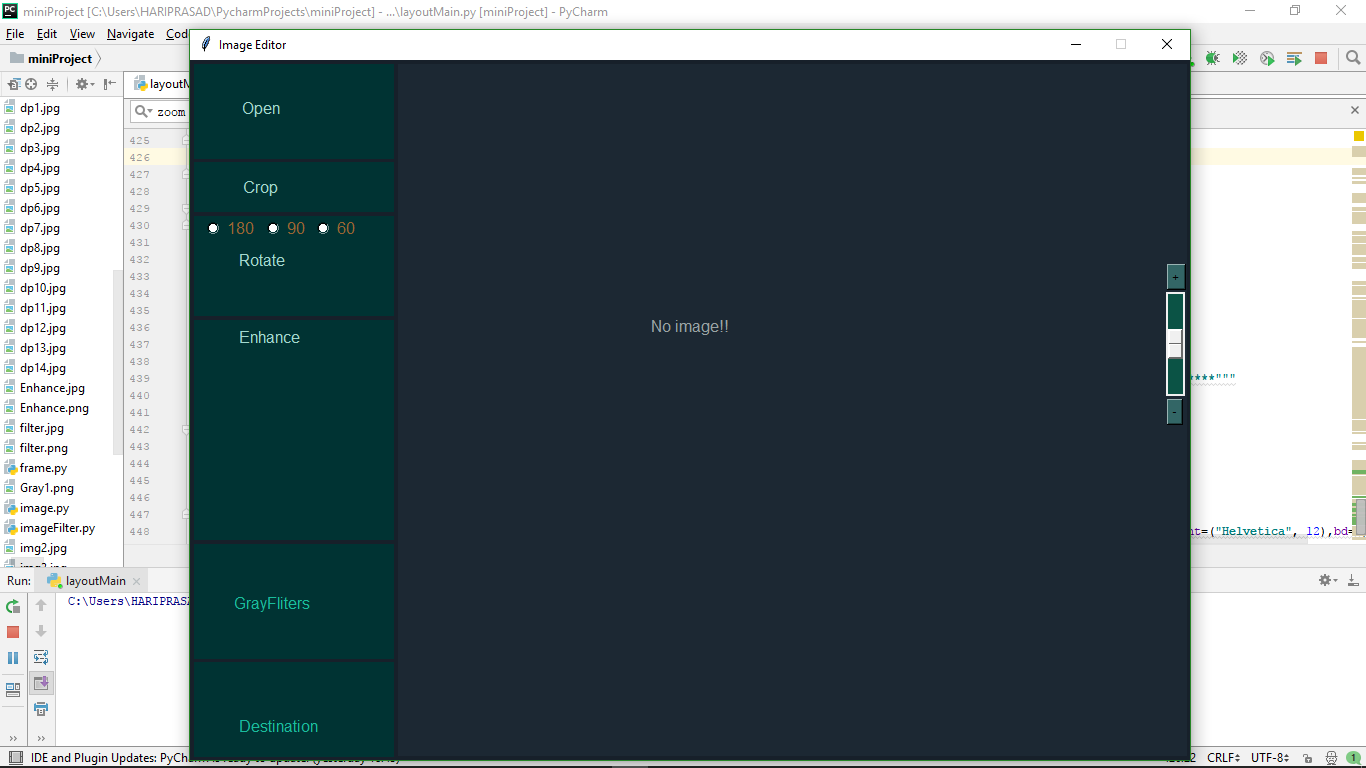 miniProject [C:\Users\HARIPRASAD\PycharmProjects\miniProject] - ...\layoutMain.py [miniProject] - PyCharm
File Edit View Navigate Cod
Image Editor
miniProject
layoutM
zoom
dp1.jpg
dp2.jpg
dp3.jpg
dp4.jpg
dp5.jpg
dp6.jpg
dp7.jpg
dp8.jpg
dp9.jpg
dp10.jpg
dp11.jpg
dp12.jpg
dp13.jpg
dp14.jpg
Enhance.jpg
Enhance.png
filter.jpg
filter.png
frame.py
Gray1.png
image.py
imageFilter.py
img2.jpg
425
426
427
428
429
430
431
432
433
434
435
436
437
438
439
440
441
442
443
444
445
446
447
448
Open
Crop
180 90 60
Rotate
Enhance
GrayFliters
Destination
No image!!
+
-
****"""
nt=("Helvetica", 12),bd=
Run: layoutMain
C:\Users\HARIPRASA
IDE and Plugin Updates: PyCharm
CRLF UTF-8 1